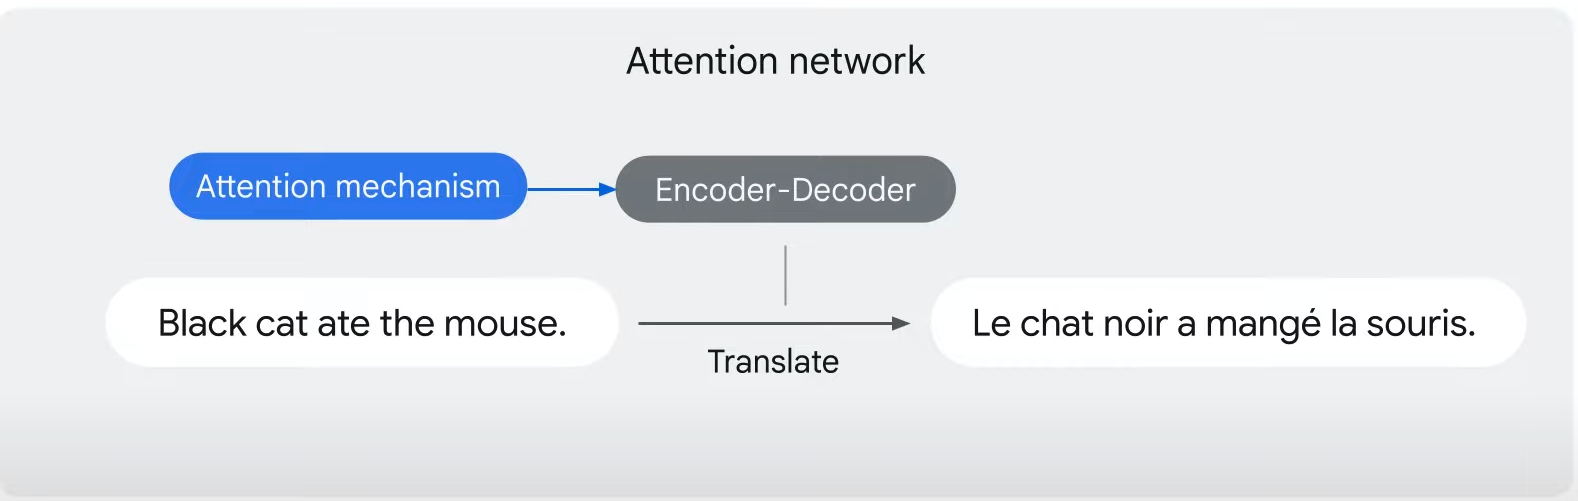 Attention network
Attention mechanism
Encoder-Decoder
Black cat ate the mouse.
Translate
Le chat noir a mangé la souris.